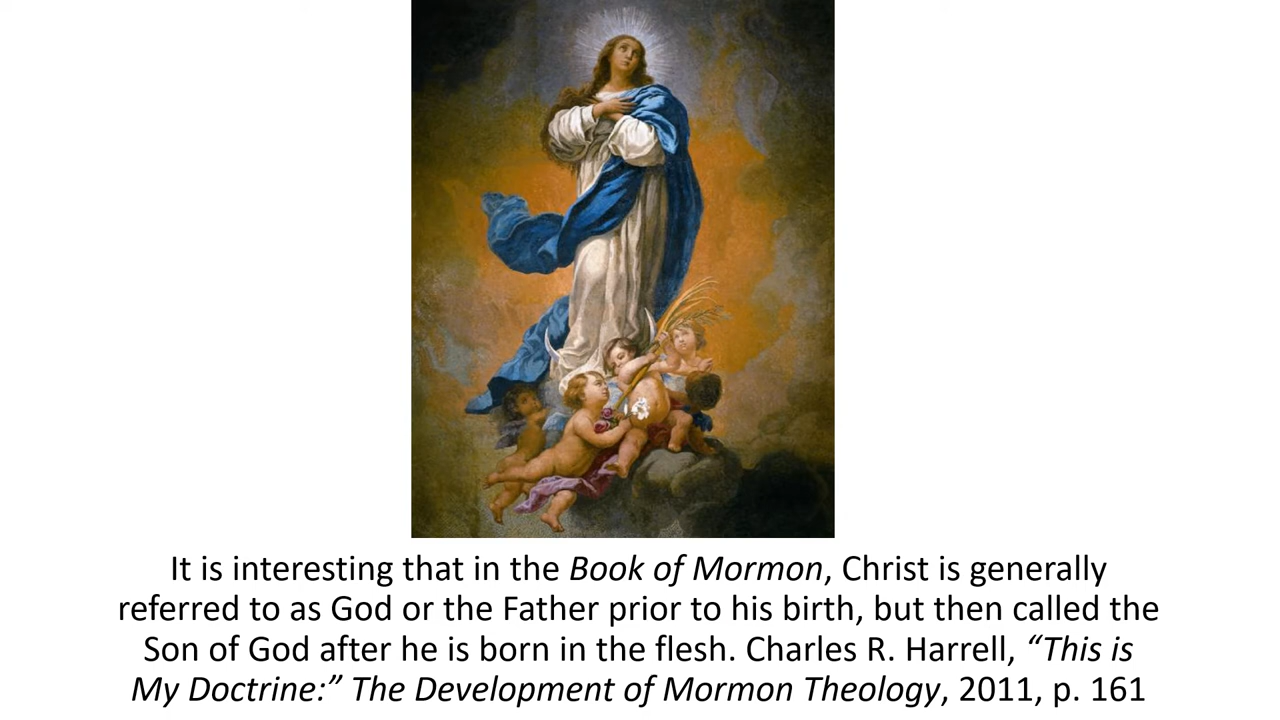 It is interesting that in the Book of Mormon, Christ is generally
referred to as God or the Father prior to his birth, but then called the
Son of God after he is born in the flesh. Charles R. Harrell, “This is
My Doctrine:” The Development of Mormon Theology, 2011, p. 161